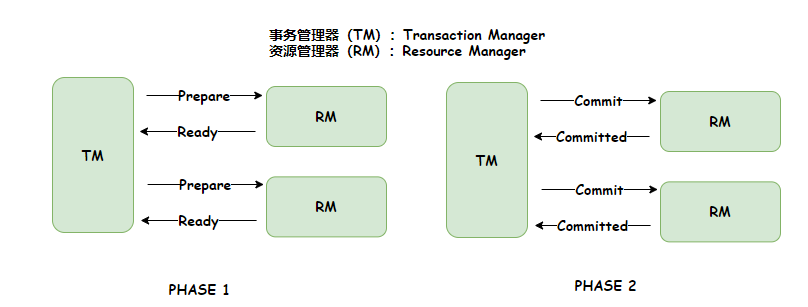 事务管理器（TM）: Transaction Manager
资源管理器（RM）: Resource Manager
TM
Prepare
RM
Ready
Prepare
RM
Ready
PHASE 1
TM
Commit
RM
Committed
Commit
RM
Committed
PHASE 2